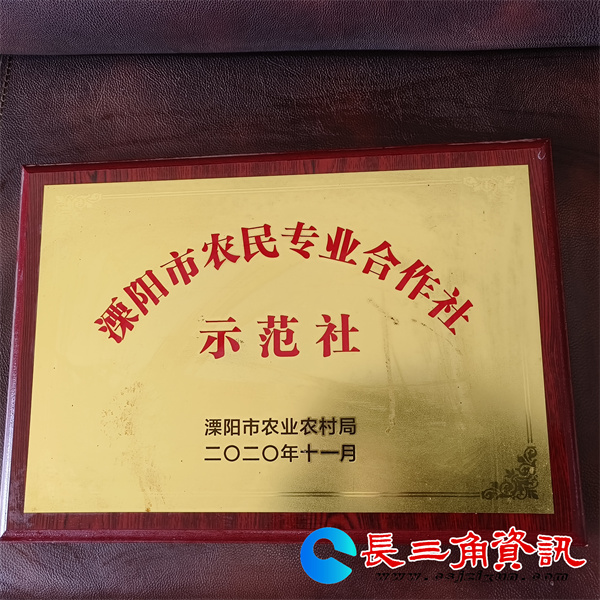 溧阳市农民专业合作社
示范社
溧阳市农业农村局
二〇二〇年十一月
長三角資訊